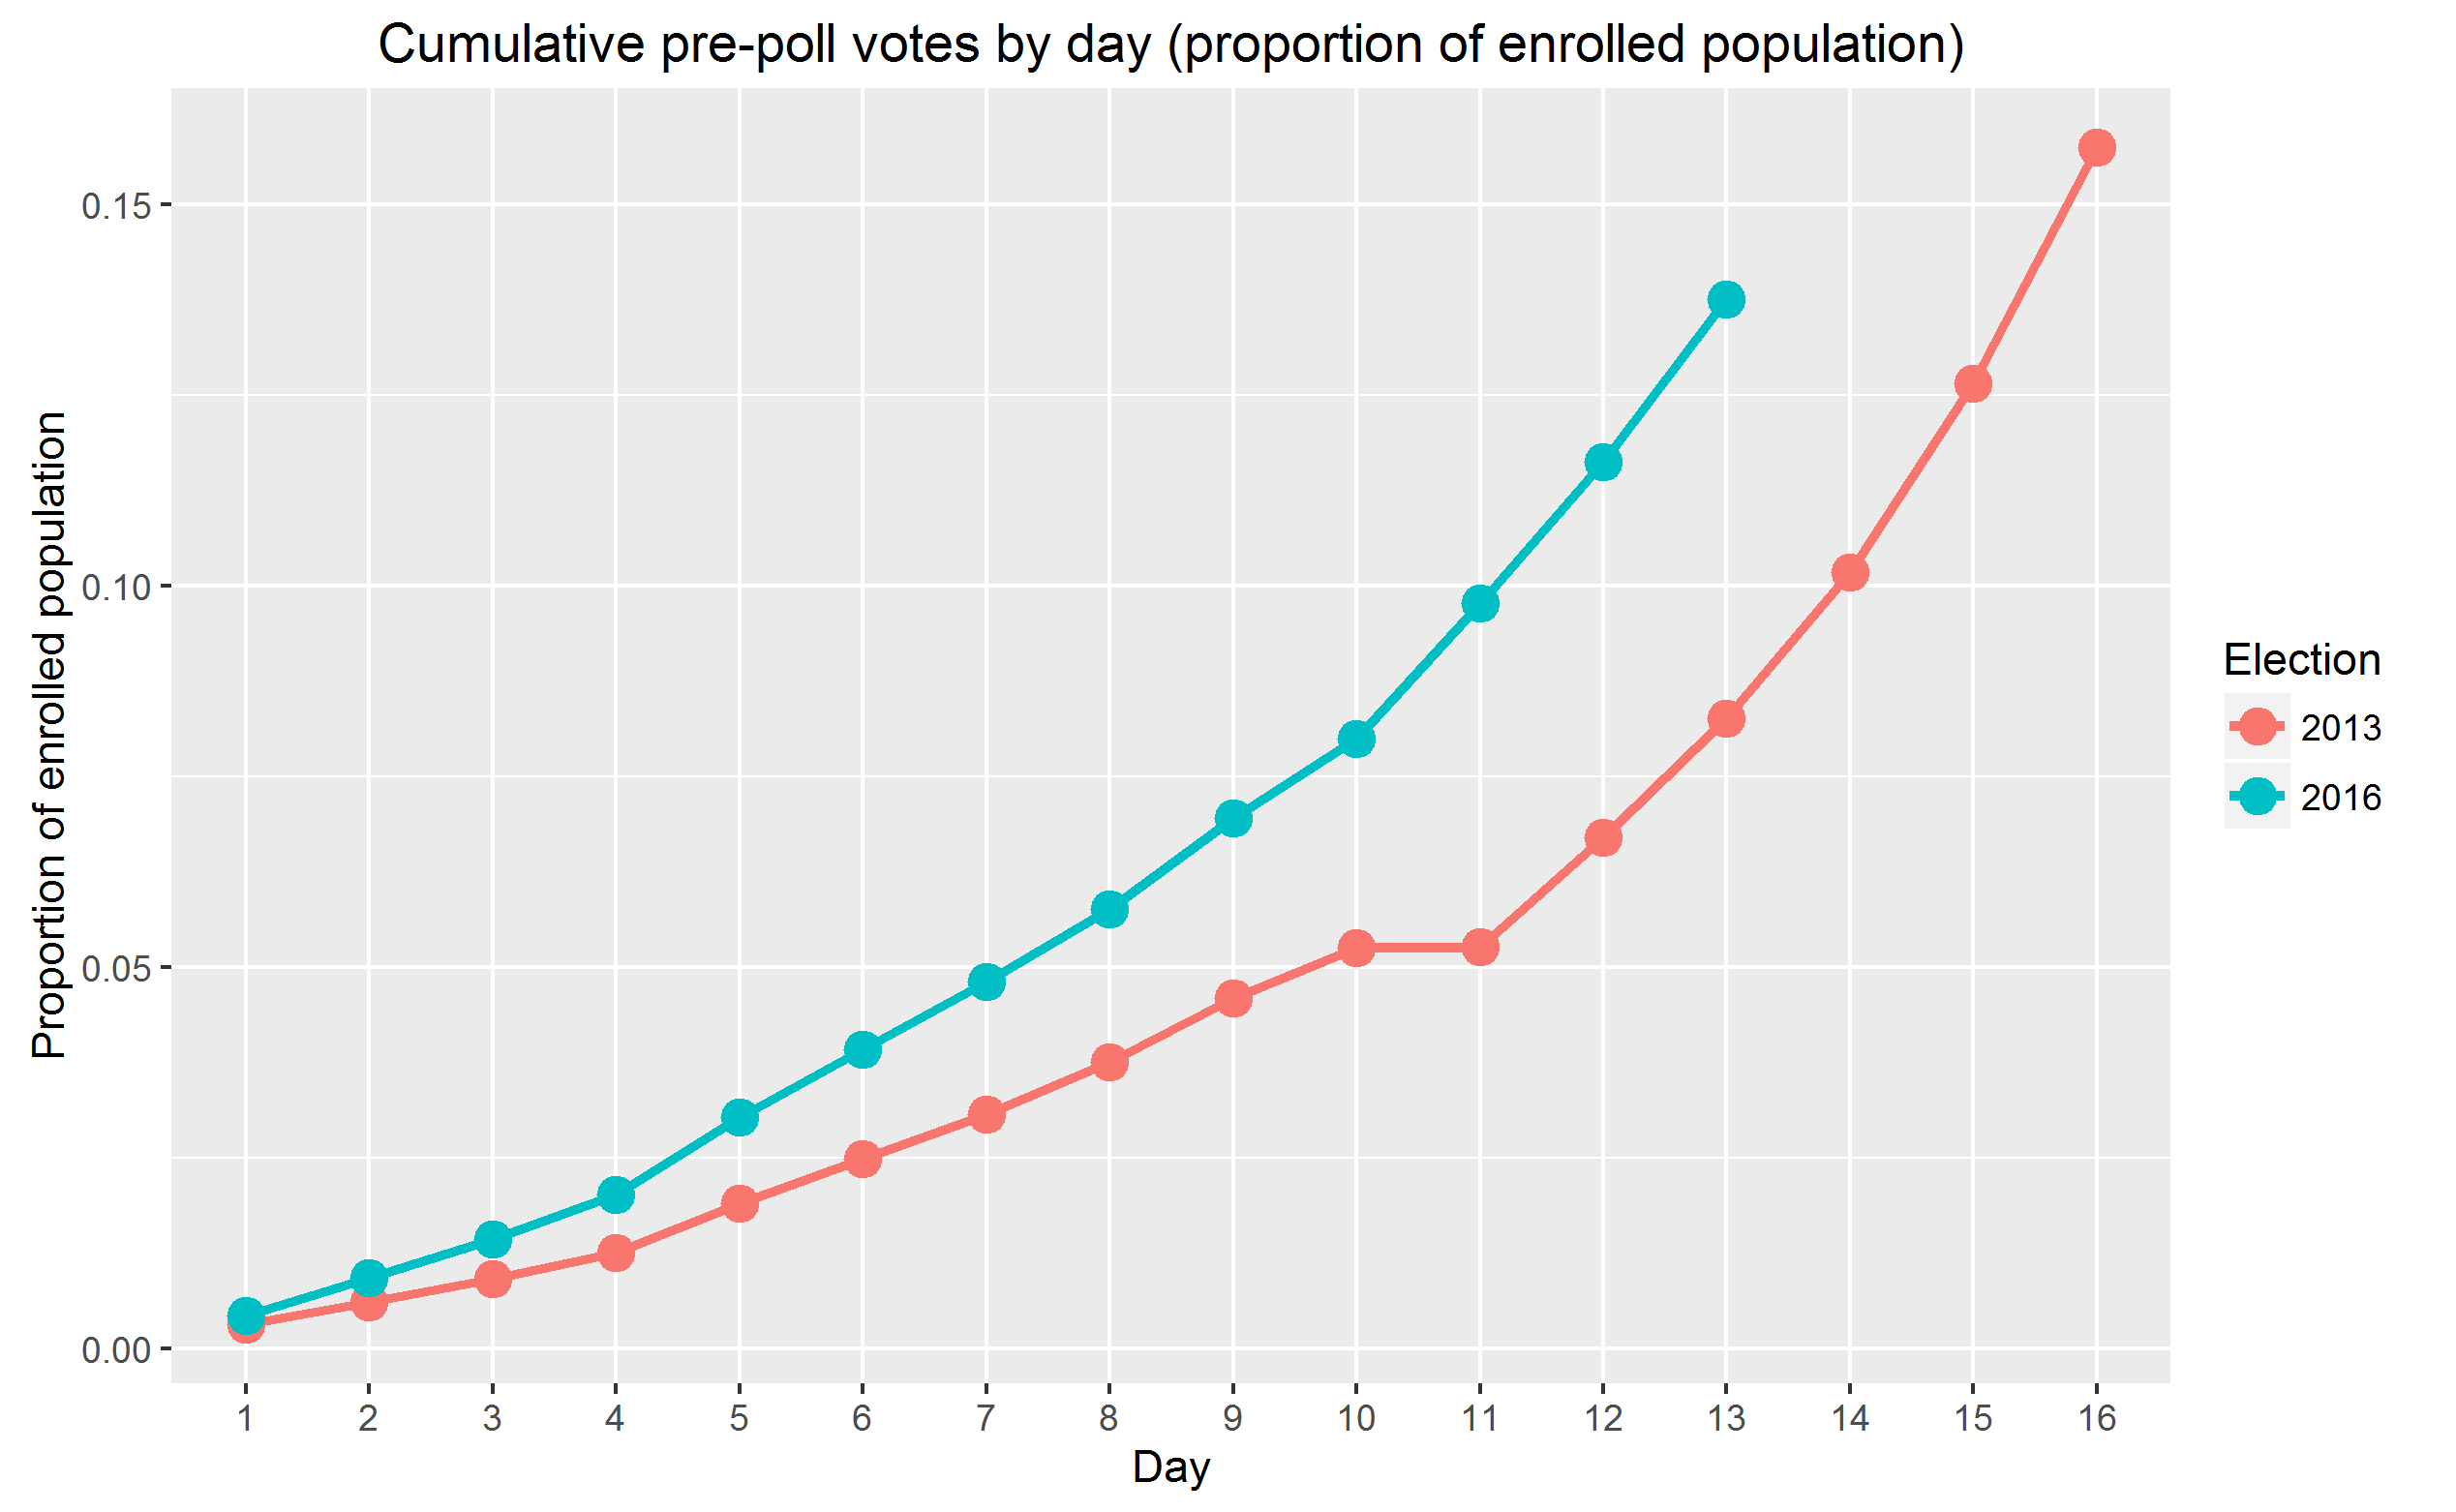 Cumulative pre-poll votes by day (proportion of enrolled population)
Proportion of enrolled population
0.15
0.10
0.05
0.00
1 2 3 4 5 6 7 8 9 10 11 12 13 14 15 16
Day
Election
2013
2016